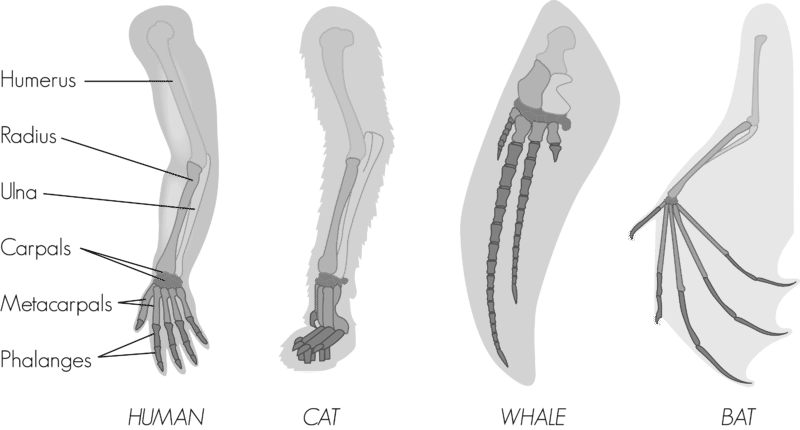 Humerus
Radius
Ulna
Carpals
Metacarpals
Phalanges
HUMAN
CAT
WHALE
BAT